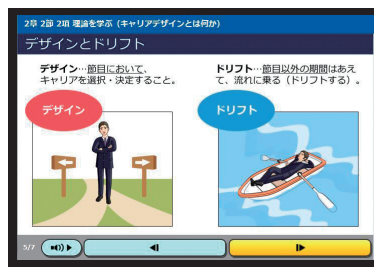 2章 2節 2項 理論を学ぶ（キャリアデザインとは何か）
デザインとドリフト
デザイン…節目において、
キャリアを選択・決定すること。
ドリフト…節目以外の期間はあえ
て、流れに乗る（ドリフトする）。
デザイン
ドリフト
5/7